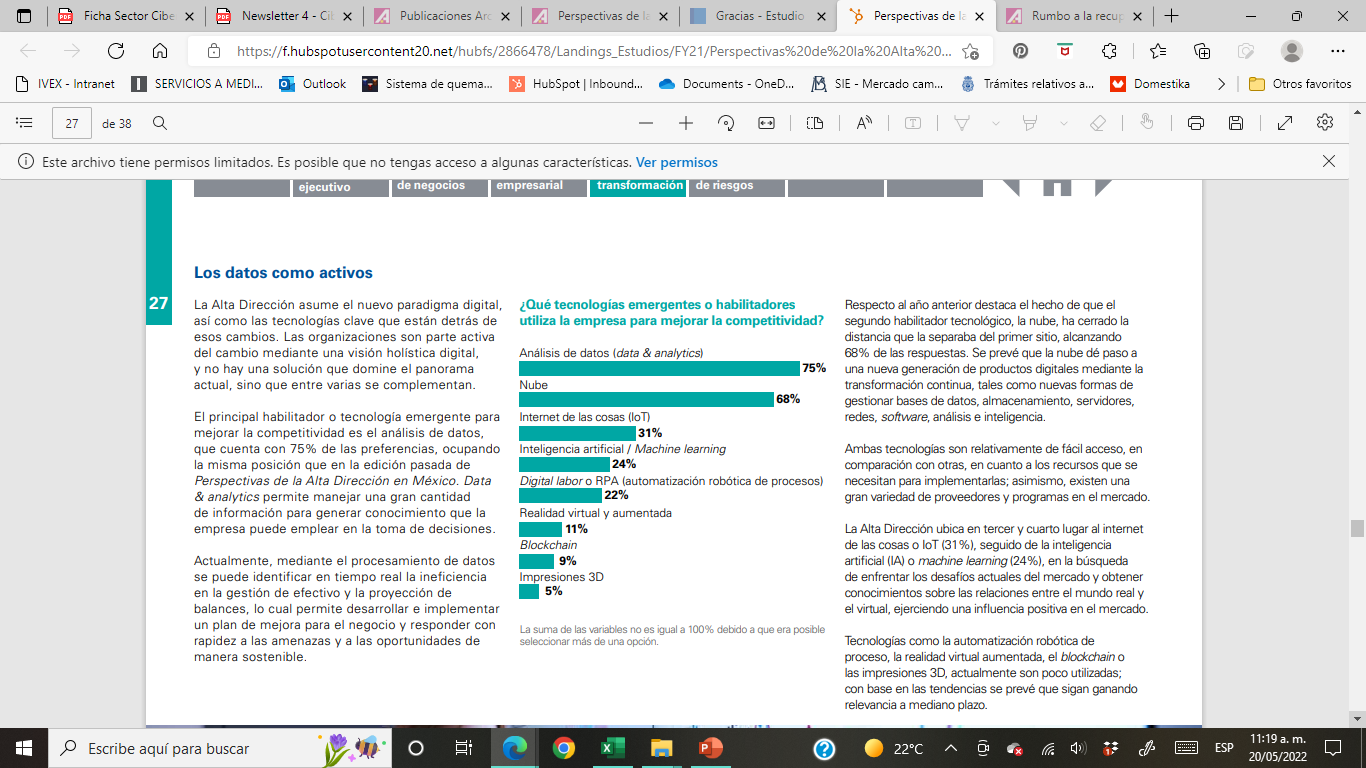 Ficha Sector Cibe
Newsletter 4 - Cib
Publicaciones Arc
Perspectivas de la
Gracias - Estudio
Perspectivas de la
Rumbo a la recup
https://f.hubspotusercontent20.net/hubfs/2866478/Landings_Estudios/FY21/Perspectivas%20de%20la%20Alta%20...
IVEX - Intranet
SERVICIOS A MEDI...
Outlook
Sistema de quema...
HubSpot | Inbound...
Documents - OneD...
SIE - Mercado cam...
Trámites relativos a...
Domestika
Otros favoritos
27 de 38
Este archivo tiene permisos limitados. Es posible que no tengas acceso a algunas características. Ver permisos
ejecutivo
de negocios
empresarial
transformación
de riesgos
27
Los datos como activos
La Alta Dirección asume el nuevo paradigma digital,
así como las tecnologías clave que están detrás de
esos cambios. Las organizaciones son parte activa
del cambio mediante una visión holística digital,
y no hay una solución que domine el panorama
actual, sino que entre varias se complementan.
El principal habilitador o tecnología emergente para
mejorar la competitividad es el análisis de datos,
que cuenta con 75% de las preferencias, ocupando
la misma posición que en la edición pasada de
Perspectivas de la Alta Dirección en México. Data
& analytics permite manejar una gran cantidad
de información para generar conocimiento que la
empresa puede emplear en la toma de decisiones.
Actualmente, mediante el procesamiento de datos
se puede identificar en tiempo real la ineficiencia
en la gestión de efectivo y la proyección de
balances, lo cual permite desarrollar e implementar
un plan de mejora para el negocio y responder con
rapidez a las amenazas y a las oportunidades de
manera sostenible.
¿Qué tecnologías emergentes o habilitadores
utiliza la empresa para mejorar la competitividad?
Análisis de datos (data & analytics)
75%
Nube
68%
Internet de las cosas (IoT)
31%
Inteligencia artificial / Machine learning
24%
Digital labor o RPA (automatización robótica de procesos)
22%
Realidad virtual y aumentada
11%
Blockchain
9%
Impresiones 3D
5%
La suma de las variables no es igual a 100% debido a que era posible
seleccionar más de una opción.
Respecto al año anterior destaca el hecho de que el
segundo habilitador tecnológico, la nube, ha cerrado la
distancia que la separaba del primer sitio, alcanzando
68% de las respuestas. Se prevé que la nube dé paso a
una nueva generación de productos digitales mediante la
transformación continua, tales como nuevas formas de
gestionar bases de datos, almacenamiento, servidores,
redes, software, análisis e inteligencia.
Ambas tecnologías son relativamente de fácil acceso, en
comparación con otras, en cuanto a los recursos que se
necesitan para implementarlas; asimismo, existen una
gran variedad de proveedores y programas en el mercado.
La Alta Dirección ubica en tercer y cuarto lugar al internet
de las cosas o IoT (31%), seguido de la inteligencia
artificial (IA) o machine learning (24%), en la búsqueda
de enfrentar los desafíos actuales del mercado y obtener
conocimientos sobre las relaciones entre el mundo real y
el virtual, ejerciendo una influencia positiva en el mercado.
Tecnologías como la automatización robótica de
proceso, la realidad virtual aumentada, el blockchain o
las impresiones 3D, actualmente son poco utilizadas;
con base en las tendencias se prevé que sigan ganando
relevancia a mediano plazo.
Escribe aquí para buscar
22°C
ESP
11:19 a. m.
20/05/2022